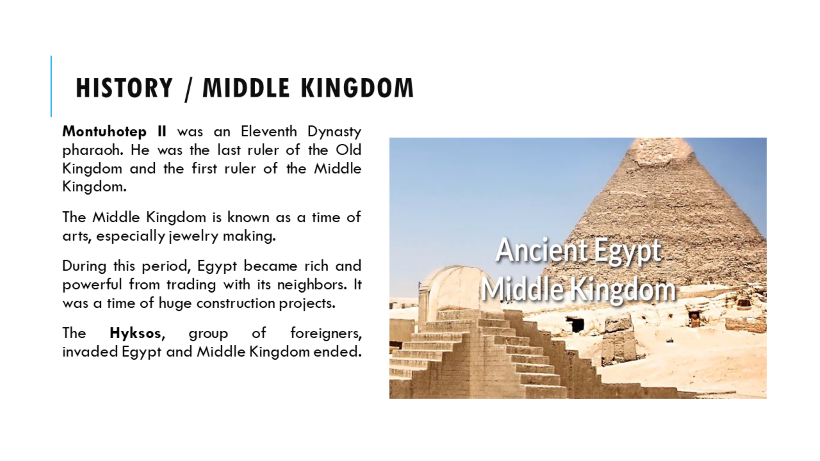 HISTORY / MIDDLE KINGDOM
Montuhotep II was an Eleventh Dynasty
pharaoh. He was the last ruler of the Old
Kingdom and the first ruler of the Middle
Kingdom.
The Middle Kingdom is known as a time of
arts, especially jewelry making.
During this period, Egypt became rich and
powerful from trading with its neighbors. It
was a time of huge construction projects.
The Hyksos, group of foreigners,
invaded Egypt and Middle Kingdom ended.
Ancient Egypt
Middle Kingdom